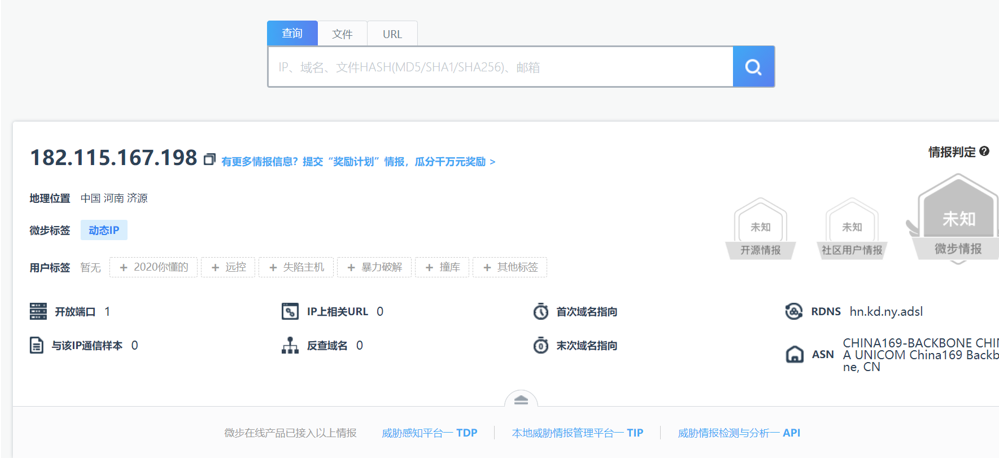 查询 文件 URL
IP、域名、文件HASH(MD5/SHA1/SHA256)、邮箱
182.115.167.198 有更多情报信息？提交“奖励计划”情报，瓜分千万元奖励 >
情报判定
地理位置 中国 河南 济源
微步标签 动态IP
未知 未知 未知
开源情报 社区用户情报 微步情报
用户标签 暂无 + 2020你懂的 + 远控 + 失陷主机 + 暴力破解 + 撞库 + 其他标签
开放端口 1 IP上相关URL 0 首次域名指向 RDNS hn.kd.ny.adsl
与该IP通信样本 0 反查域名 0 末次域名指向 ASN CHINA169-BACKBONE CHIN
A UNICOM China169 Backb
ne, CN
微步在线产品已接入以上情报 威胁感知平台— TDP 本地威胁情报管理平台— TIP 威胁情报检测与分析— API